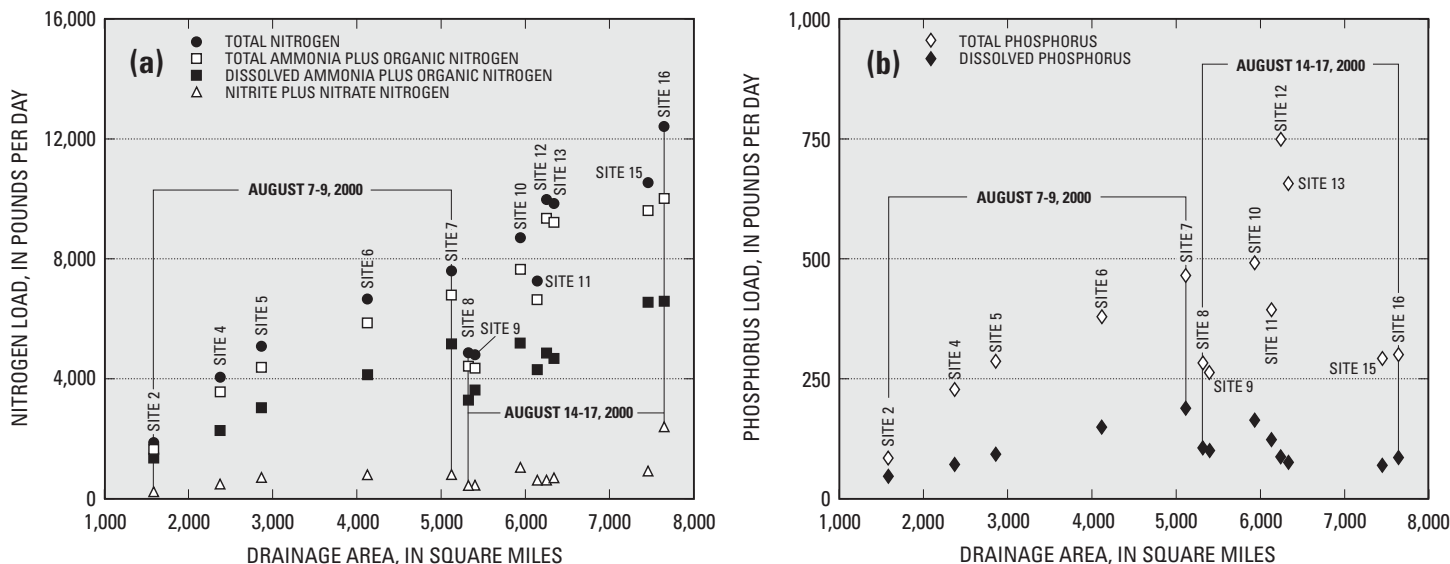 (a)
TOTAL NITROGEN
TOTAL AMMONIA PLUS ORGANIC NITROGEN
DISSOLVED AMMONIA PLUS ORGANIC NITROGEN
NITRITE PLUS NITRATE NITROGEN
NITROGEN LOAD, IN POUNDS PER DAY
16,000
12,000
8,000
4,000
0
AUGUST 7-9, 2000
AUGUST 14-17, 2000
SITE 2
SITE 4
SITE 5
SITE 6
SITE 7
SITE 8
SITE 9
SITE 10
SITE 11
SITE 12
SITE 13
SITE 15
SITE 16
1,000 2,000 3,000 4,000 5,000 6,000 7,000 8,000
DRAINAGE AREA, IN SQUARE MILES
(b)
TOTAL PHOSPHORUS
DISSOLVED PHOSPHORUS
PHOSPHORUS LOAD, IN POUNDS PER DAY
1,000
750
500
250
0
AUGUST 14-17, 2000
AUGUST 7-9, 2000
SITE 2
SITE 4
SITE 5
SITE 6
SITE 7
SITE 8
SITE 9
SITE 10
SITE 11
SITE 12
SITE 13
SITE 15
SITE 16
1,000 2,000 3,000 4,000 5,000 6,000 7,000 8,000
DRAINAGE AREA, IN SQUARE MILES